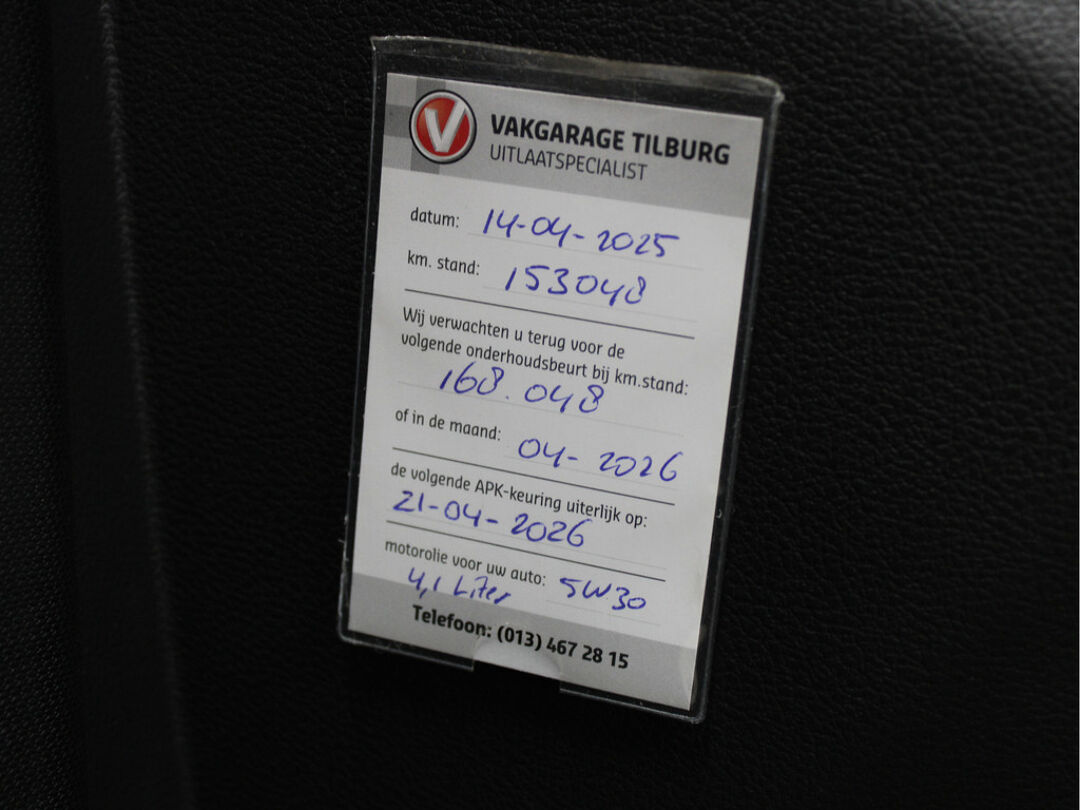 V
VAKGARAGE TILBURG
UITLAATSPECIALIST
datum: 14-04-2025
km. stand: 153048
Wij verwachten u terug voor de
volgende onderhoudsbeurt bij km.stand:
168.048
of in de maand: 04-2026
de volgende APK-keuring uiterlijk op:
21-04-2026
motorolie voor uw auto: 5W30
4,1 Liter
Telefoon: (013) 467 28 15